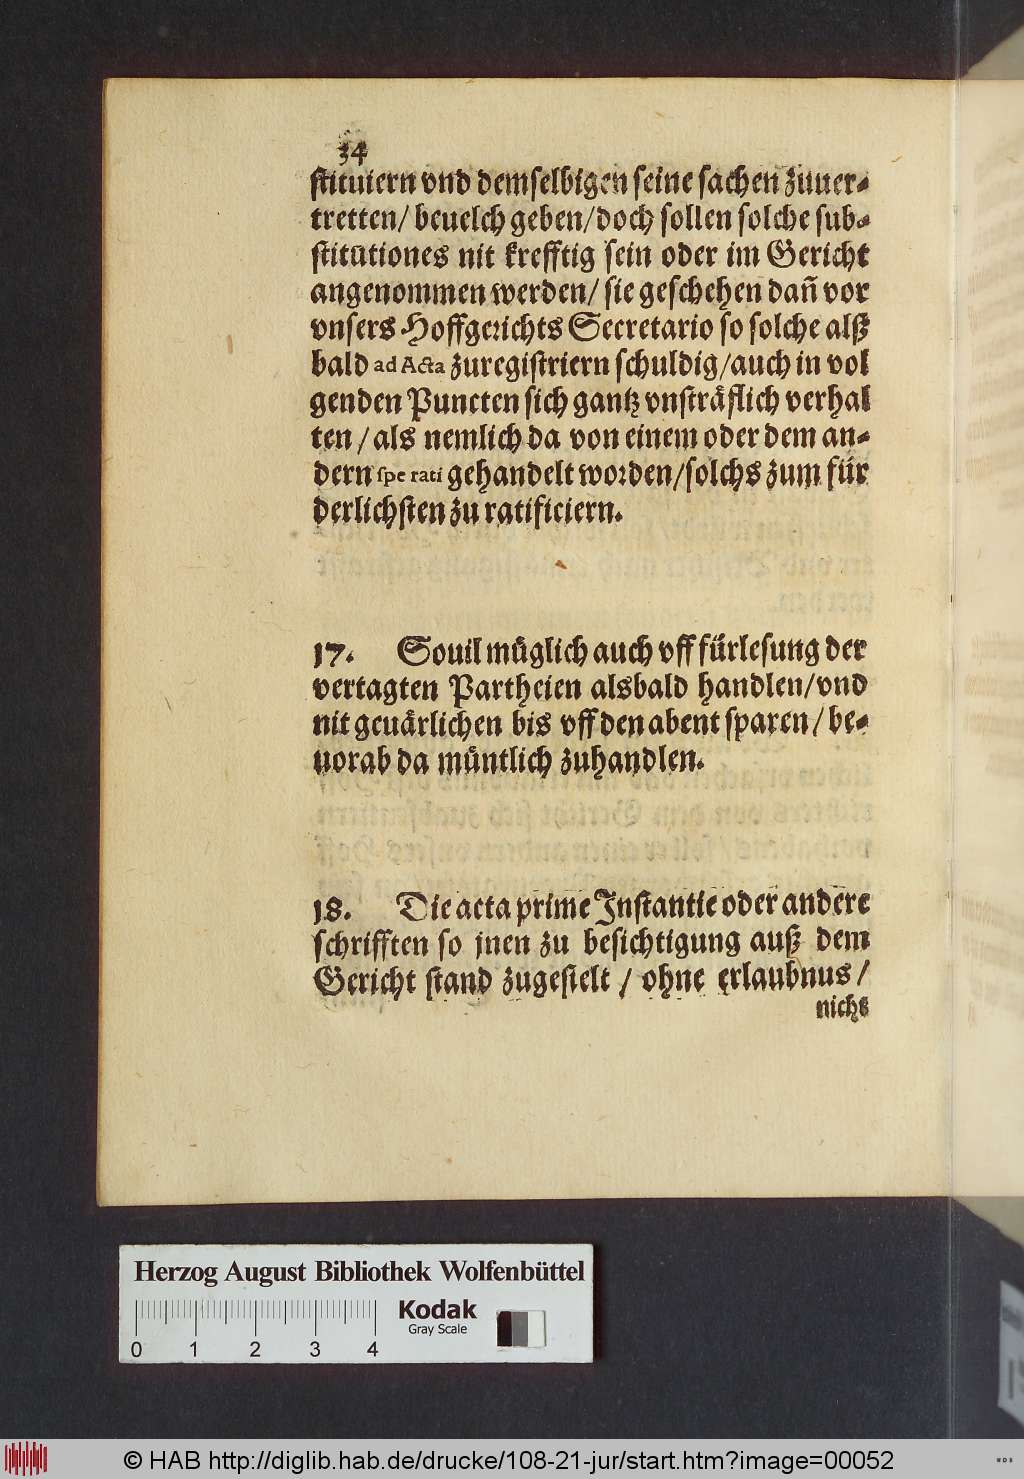 34
stituiern vnd demselbigen seine sachen zuuer-
tretten/ beuelch geben/ doch sollen solche sub-
stitutiones nit krefftig sein oder im Gericht
angenommen werden/ sie geschehen dañ vor
vnsers Hoffgerichts Secretario so solche alß
bald ad Acta zuregistriern schuldig/ auch in vol
genden Puncten sich gantz vnsträflich verhal
ten / als nemlich da von einem oder dem an-
dern spe rati gehandelt worden/ solchs zum für
derlichsten zu ratificiern.
17. Souil müglich auch vff fürlesung der
vertagten Partheien alsbald handlen/ vnd
nit geuärlichen bis vff den abent sparen/ be-
uorab da müntlich zuhandlen.
18. Die acta prime Instantie oder andere
schrifften so jnen zu besichtigung auß dem
Gericht stand zugestelt / ohne erlaubnus/
nichs
Herzog August Bibliothek Wolfenbüttel
Kodak
Gray Scale
0 1 2 3 4
© HAB http://diglib.hab.de/drucke/108-21-jur/start.htm?image=00052